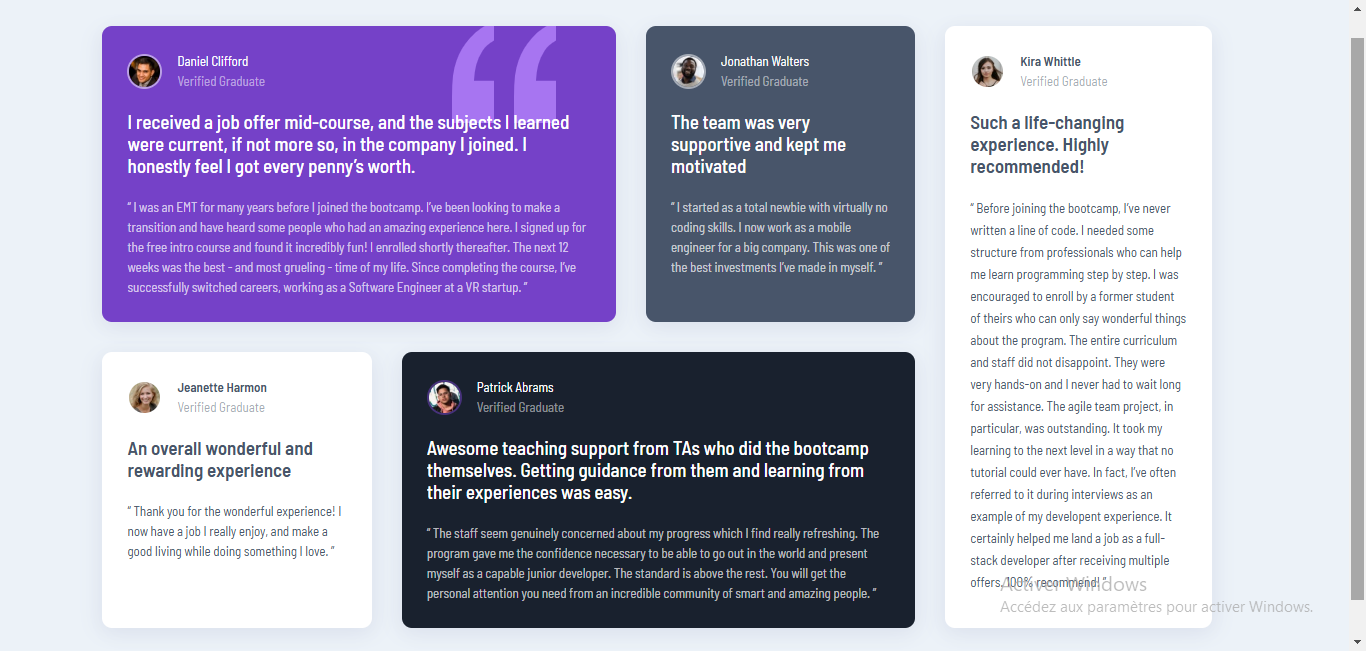 Daniel Clifford
Verified Graduate
I received a job offer mid-course, and the subjects I learned
were current, if not more so, in the company I joined. I
honestly feel I got every penny’s worth.
“ I was an EMT for many years before I joined the bootcamp. I’ve been looking to make a
transition and have heard some people who had an amazing experience here. I signed up for
the free intro course and found it incredibly fun! I enrolled shortly thereafter. The next 12
weeks was the best - and most grueling - time of my life. Since completing the course, I’ve
successfully switched careers, working as a Software Engineer at a VR startup. ”
Jonathan Walters
Verified Graduate
The team was very
supportive and kept me
motivated
“ I started as a total newbie with virtually no
coding skills. I now work as a mobile
engineer for a big company. This was one of
the best investments I’ve made in myself. ”
Kira Whittle
Verified Graduate
Such a life-changing
experience. Highly
recommended!
“ Before joining the bootcamp, I’ve never
written a line of code. I needed some
structure from professionals who can help
me learn programming step by step. I was
encouraged to enroll by a former student
of theirs who can only say wonderful things
about the program. The entire curriculum
and staff did not disappoint. They were
very hands-on and I never had to wait long
for assistance. The agile team project, in
particular, was outstanding. It took my
learning to the next level in a way that no
tutorial could ever have. In fact, I’ve often
referred to it during interviews as an
example of my developent experience. It
certainly helped me land a job as a full-
stack developer after receiving multiple
offers. 100% recommend! ”
Jeanette Harmon
Verified Graduate
An overall wonderful and
rewarding experience
“ Thank you for the wonderful experience! I
now have a job I really enjoy, and make a
good living while doing something I love. ”
Patrick Abrams
Verified Graduate
Awesome teaching support from TAs who did the bootcamp
themselves. Getting guidance from them and learning from
their experiences was easy.
“ The staff seem genuinely concerned about my progress which I find really refreshing. The
program gave me the confidence necessary to be able to go out in the world and present
myself as a capable junior developer. The standard is above the rest. You will get the
personal attention you need from an incredible community of smart and amazing people. ”
Activer Windows
Accédez aux paramètres pour activer Windows.